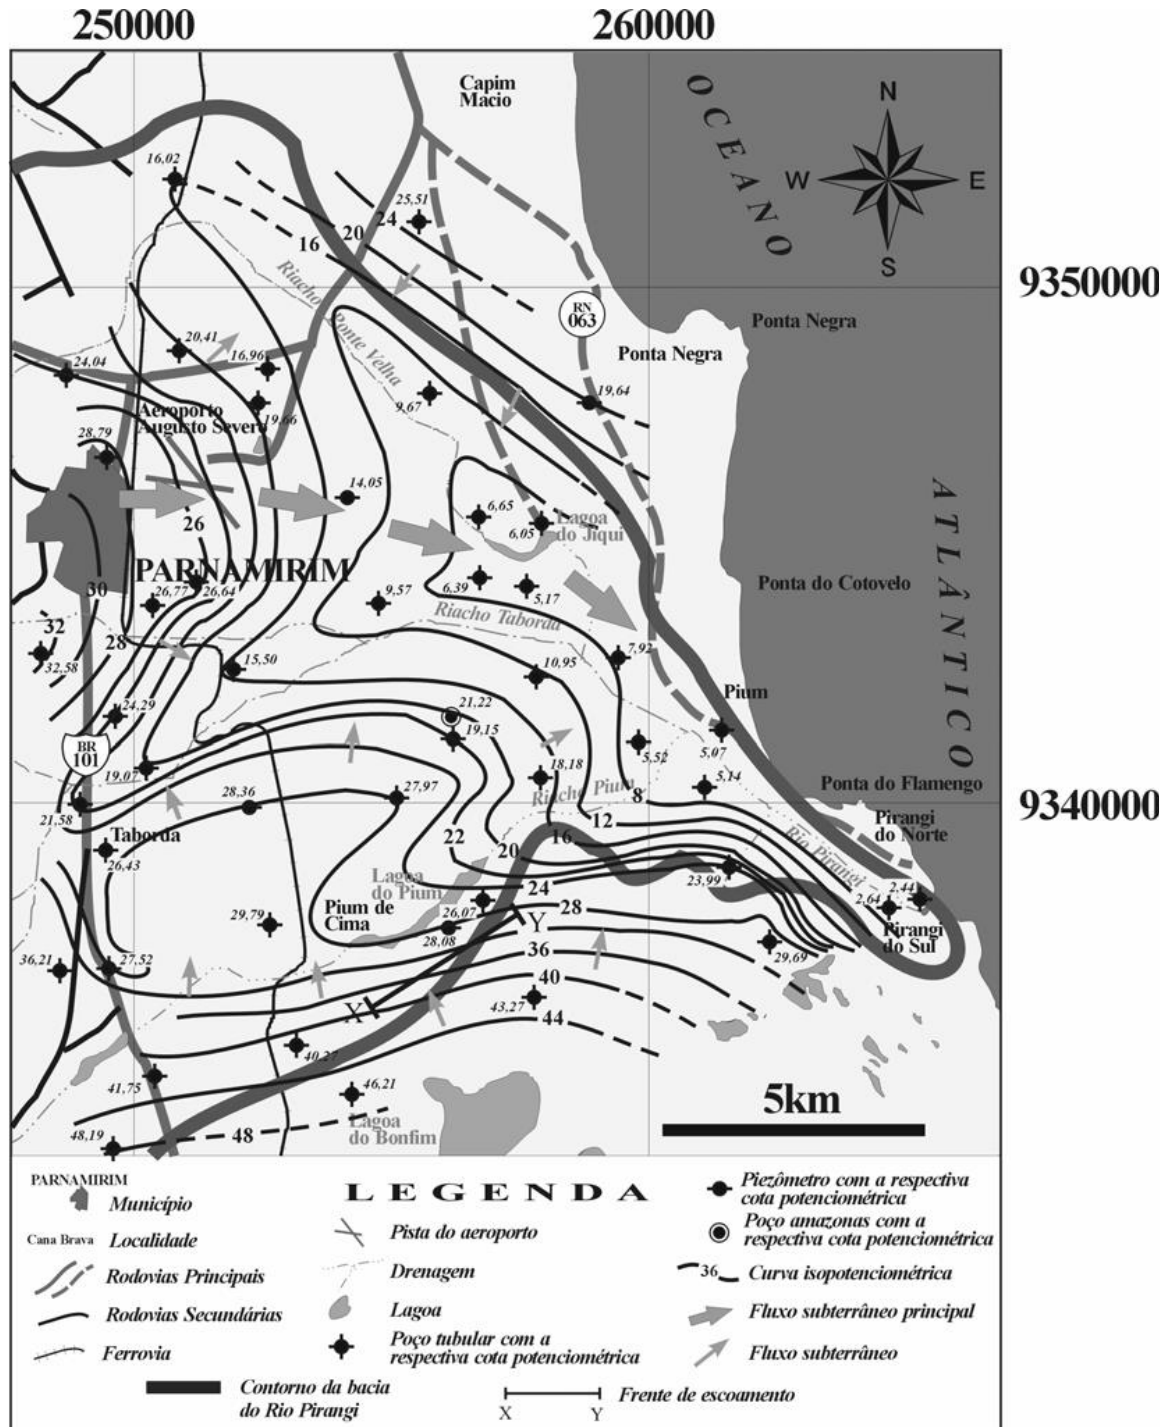 250000
260000
Capim
Macio
OCEANO
N
W
E
S
16,02
25,51
24
20
16
9350000
Riacho Ponte Velha
RN
063
Ponta Negra
Ponta Negra
20,41
16,96
24,04
9,67
19,64
Aeroporto
Augusto Severo
19,66
28,79
14,05
6,65
6,05
Lagoa
do Jiqui
ATLÂNTICO
26
PARNAMIRIM
30
26,77
26,64
9,57
6,39
5,17
Riacho Taborda
Ponta do Cotovelo
32
28
32,58
15,50
10,95
7,92
24,29
21,22
19,15
Pium
BR
101
19,07
18,18
5,52
5,07
5,14
Riacho Pium
Ponta do Flamengo
9340000
21,58
28,36
27,97
8
12
16
Taborda
26,43
22
20
Pirangi
do Norte
Rio Pirangi
Lagoa
do Pium
24
23,99
2,64
2,44
29,79
Pium de
Cima
26,07
28,08
28
Y
Pirangi
do Sul
36,21
27,52
36
29,69
40
X
43,27
44
40,27
41,75
46,21
5km
Lagoa
do Bonfim
48,19
48
LEGENDA
PARNAMIRIM
Município
Cana Brava
Localidade
Rodovias Principais
Rodovias Secundárias
Ferrovia
Pista do aeroporto
Drenagem
Lagoa
Poço tubular com a
respectiva cota potenciométrica
Piezômetro com a respectiva
cota potenciométrica
Poço amazonas com a
respectiva cota potenciométrica
36
Curva isopotenciométrica
Fluxo subterrâneo principal
Fluxo subterrâneo
Contorno da bacia
do Rio Pirangi
X
Y
Frente de escoamento